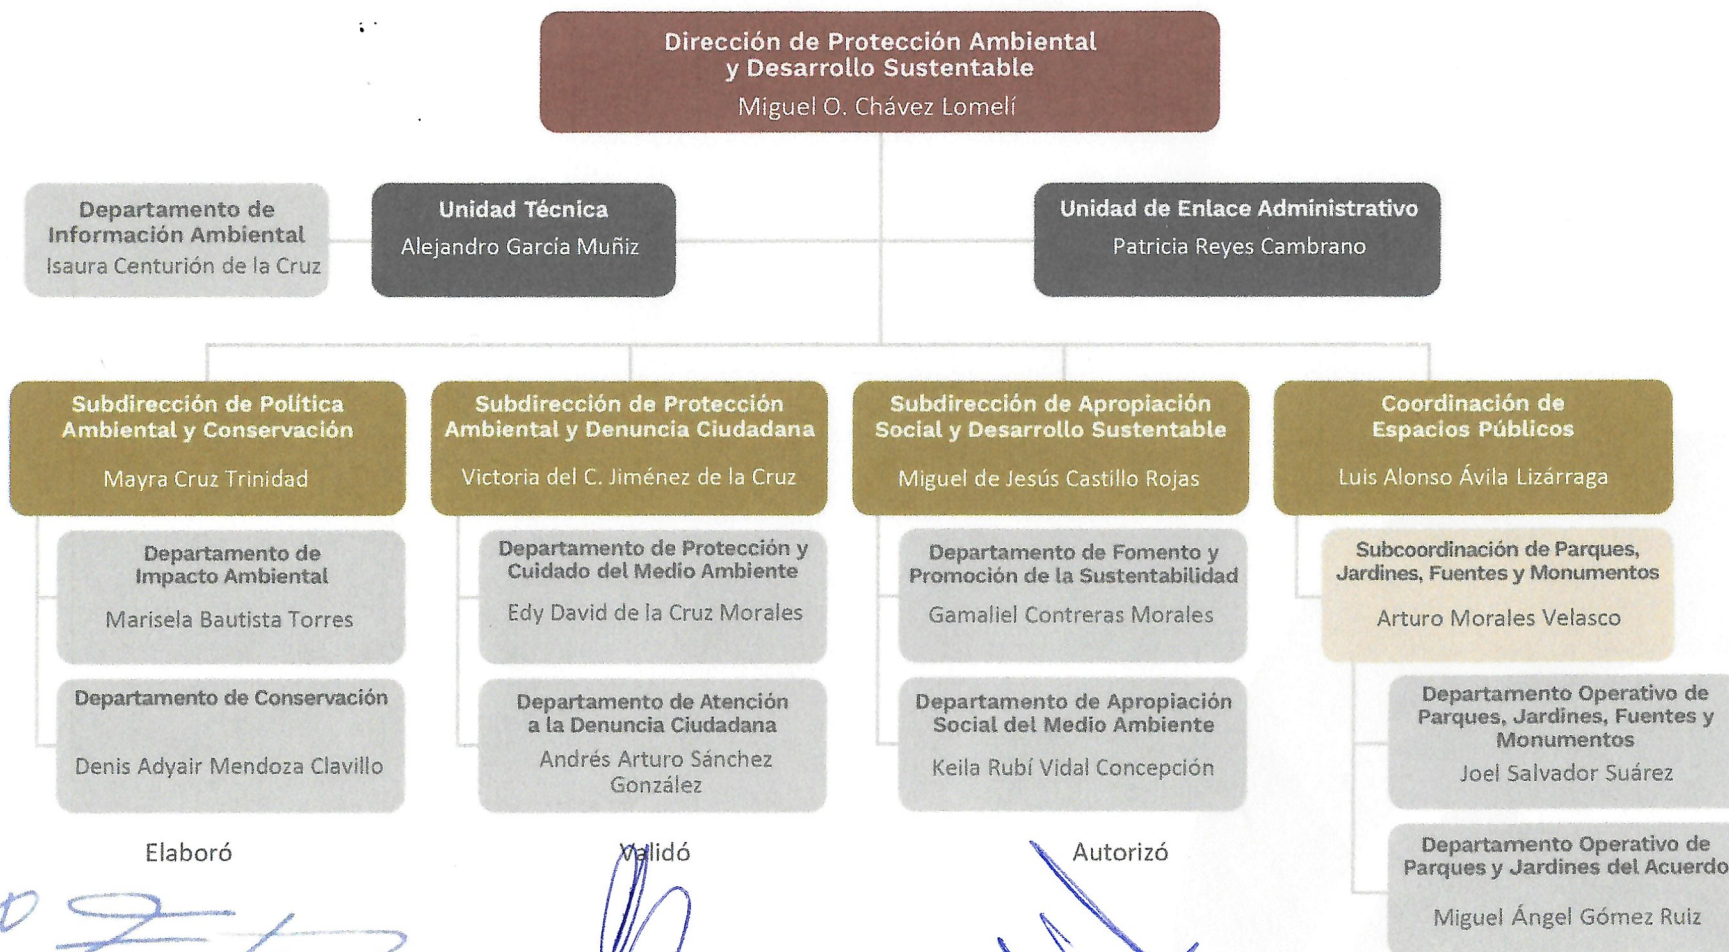 Dirección de Protección Ambiental
y Desarrollo Sustentable
Miguel O. Chávez Lomelí
Departamento de
Información Ambiental
Isaura Centurión de la Cruz
Unidad Técnica
Alejandro García Muñiz
Unidad de Enlace Administrativo
Patricia Reyes Cambrano
Subdirección de Política
Ambiental y Conservación
Mayra Cruz Trinidad
Departamento de
Impacto Ambiental
Marisela Bautista Torres
Departamento de Conservación
Denis Adyair Mendoza Clavillo
Subdirección de Protección
Ambiental y Denuncia Ciudadana
Victoria del C. Jiménez de la Cruz
Departamento de Protección y
Cuidado del Medio Ambiente
Edy David de la Cruz Morales
Departamento de Atención
a la Denuncia Ciudadana
Andrés Arturo Sánchez
González
Subdirección de Apropiación
Social y Desarrollo Sustentable
Miguel de Jesús Castillo Rojas
Departamento de Fomento y
Promoción de la Sustentabilidad
Gamaliel Contreras Morales
Departamento de Apropiación
Social del Medio Ambiente
Keila Rubí Vidal Concepción
Coordinación de
Espacios Públicos
Luis Alonso Ávila Lizárraga
Subcoordinación de Parques,
Jardines, Fuentes y Monumentos
Arturo Morales Velasco
Departamento Operativo de
Parques, Jardines, Fuentes y
Monumentos
Joel Salvador Suárez
Departamento Operativo de
Parques y Jardines del Acuerdo
Miguel Ángel Gómez Ruiz
Elaboró
Validó
Autorizó